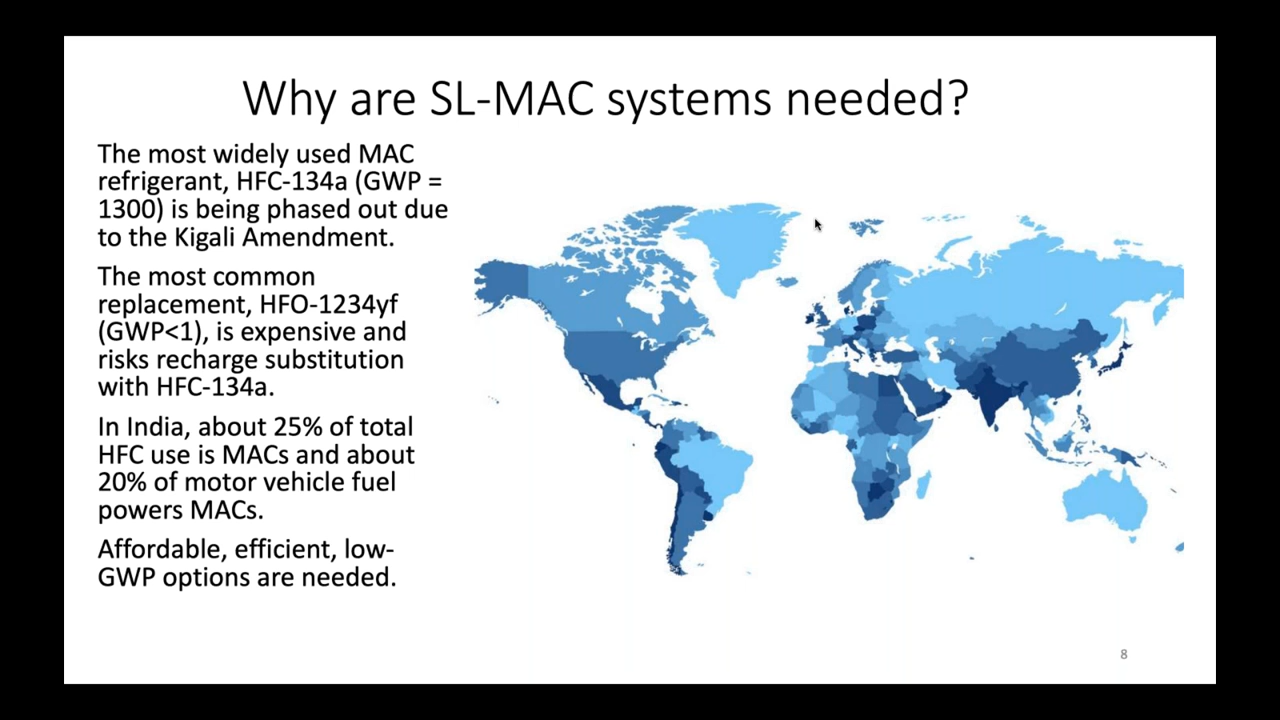 Why are SL-MAC systems needed?
The most widely used MAC
refrigerant, HFC-134a (GWP =
1300) is being phased out due
to the Kigali Amendment.
The most common
replacement, HFO-1234yf
(GWP<1), is expensive and
risks recharge substitution
with HFC-134a.
In India, about 25% of total
HFC use is MACs and about
20% of motor vehicle fuel
powers MACs.
Affordable, efficient, low-
GWP options are needed.
8